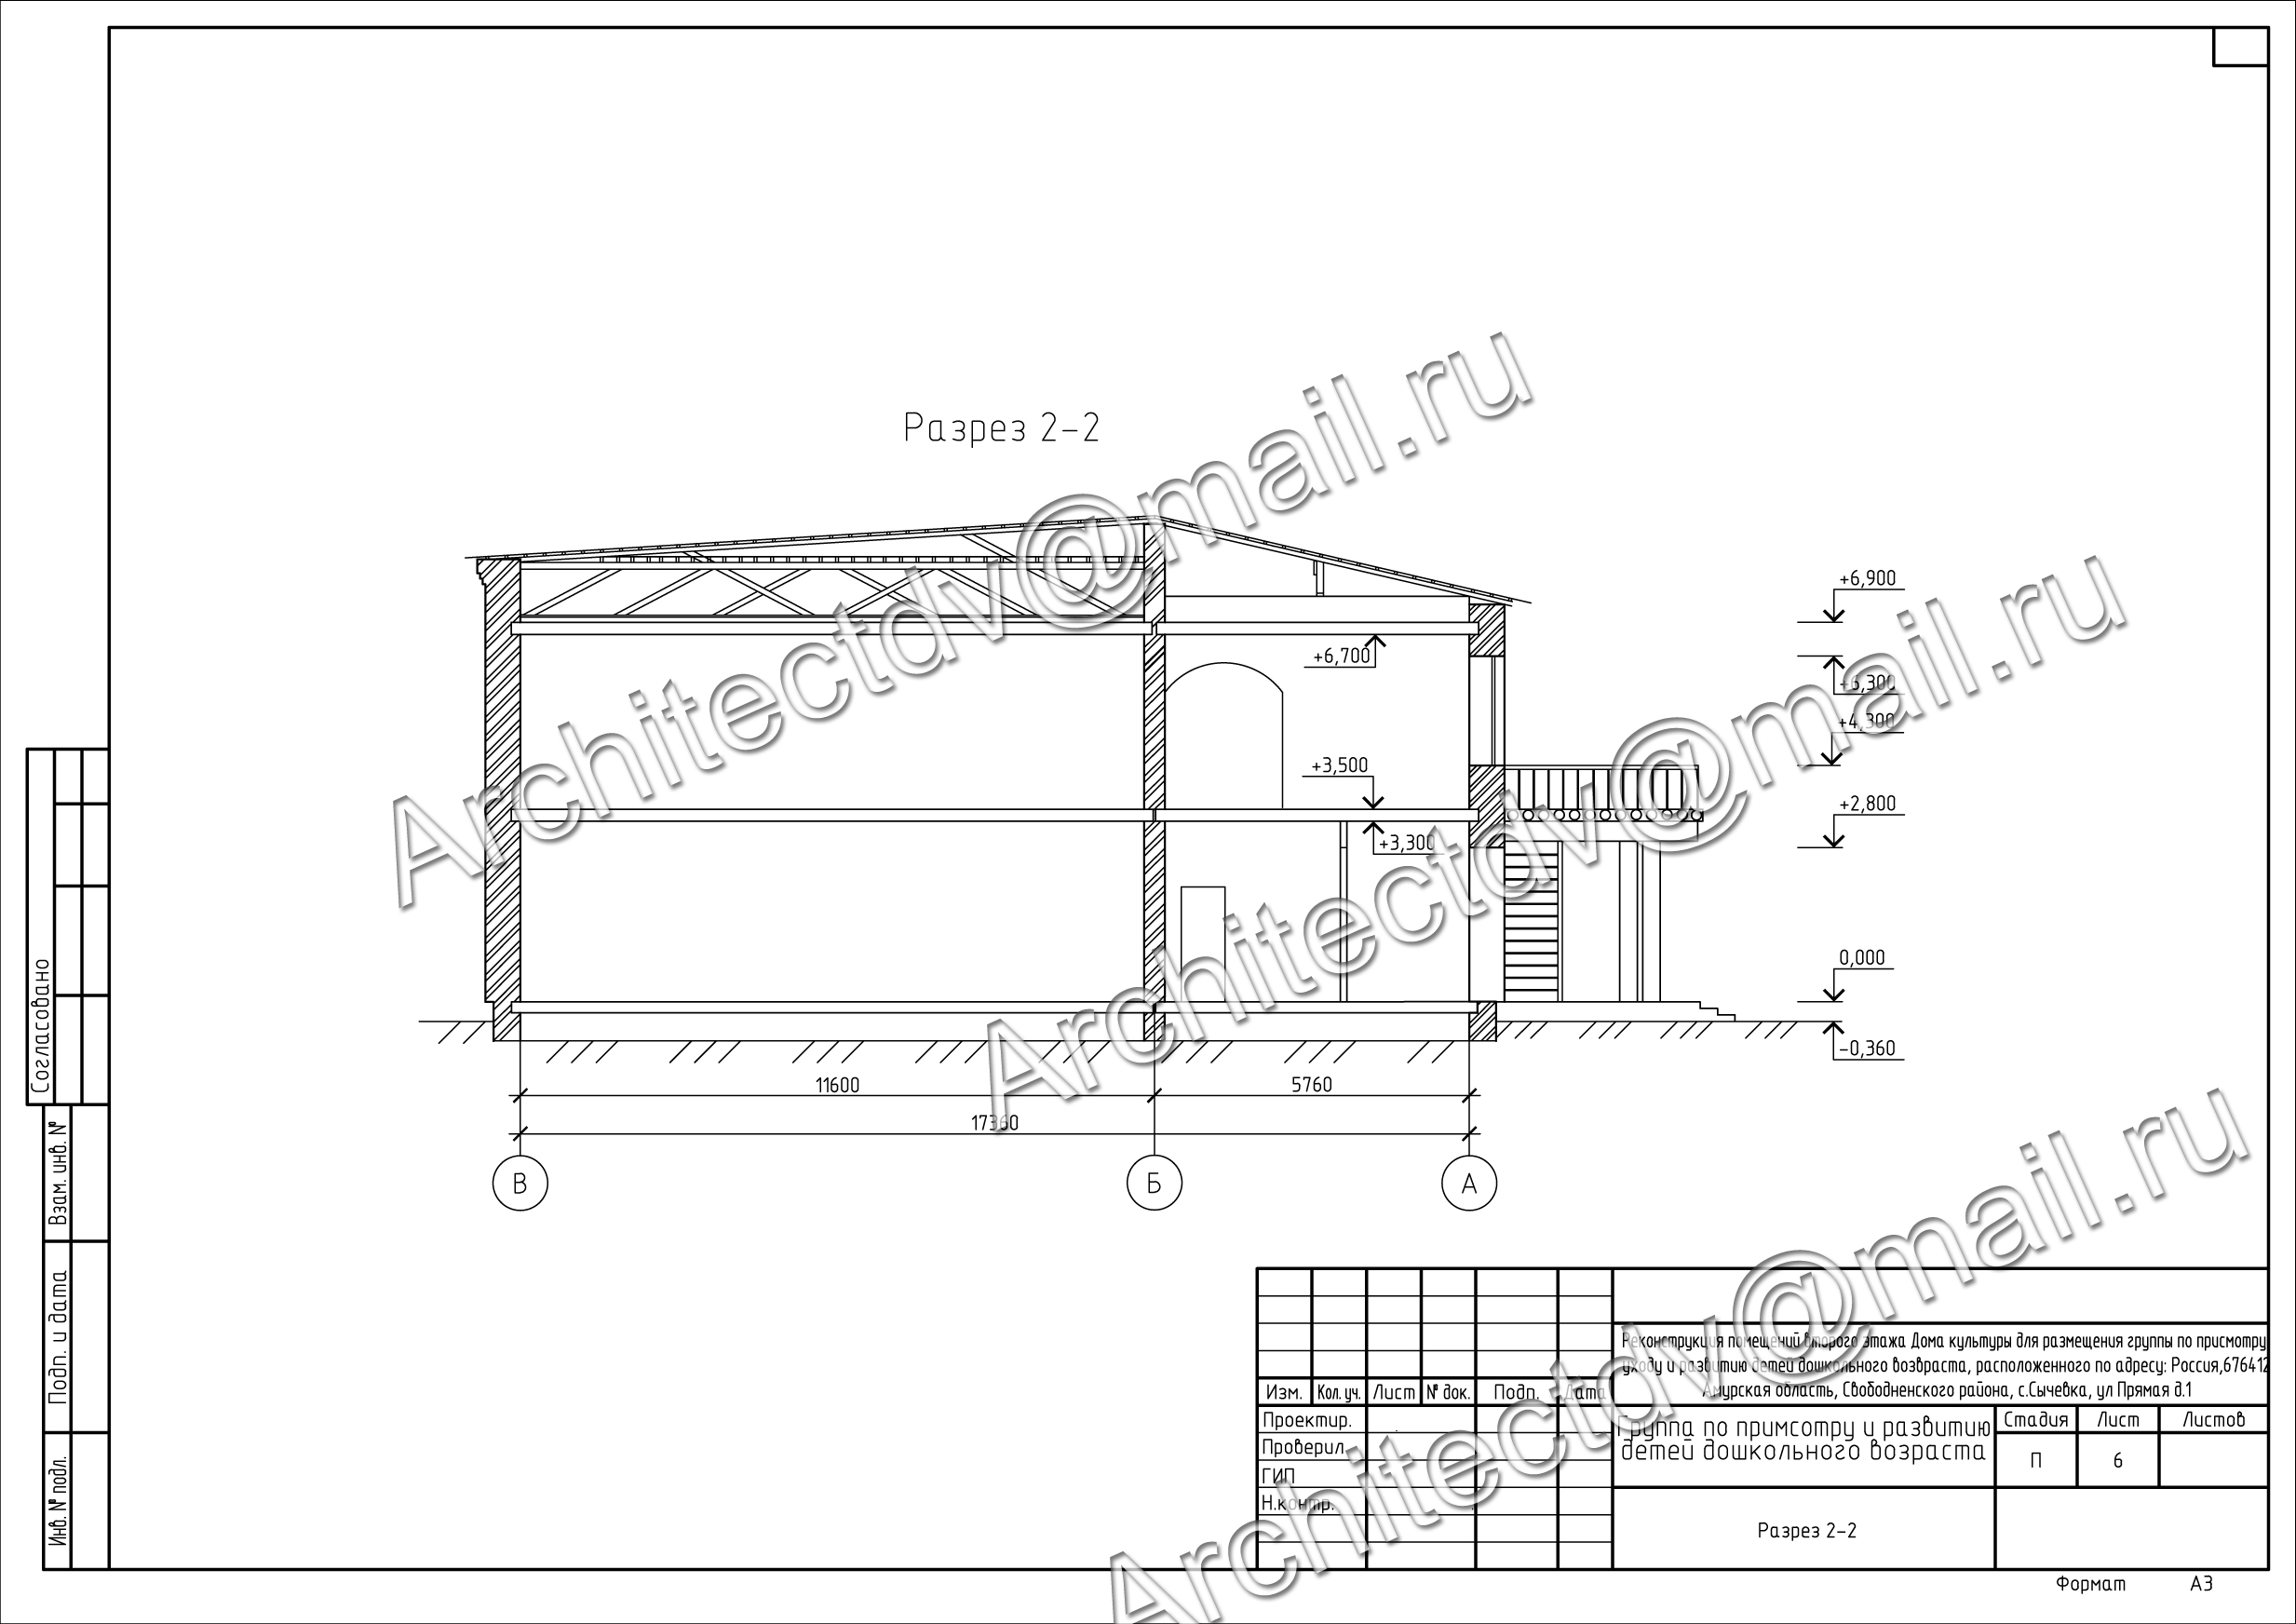 Разрез 2-2
+6,900
+6,700
+6,300
+4,300
+3,500
+2,800
+3,300
0,000
-0,360
11600
5760
17360
В
Б
А
Согласовано
Взам. инв. №
Подп. и дата
Инв. № подл.
Реконструкция помещений второго этажа Дома культуры для размещения группы по присмотру
уходу и развитию детей дошкольного возвраста, расположенного по адресу: Россия,676412
Амурская область, Свободненского района, с.Сычевка, ул Прямая д.1
Изм. Кол. уч. Лист № док. Подп. Дата
Проектир.
Проверил.
ГИП
Н.контр.
Группа по примсотру и развитию
детей дошкольного возраста
Стадия Лист Листов
П 6
Разрез 2-2
Формат А3
Architectdv@mail.ru
Architectdv@mail.ru
Architectdv@mail.ru